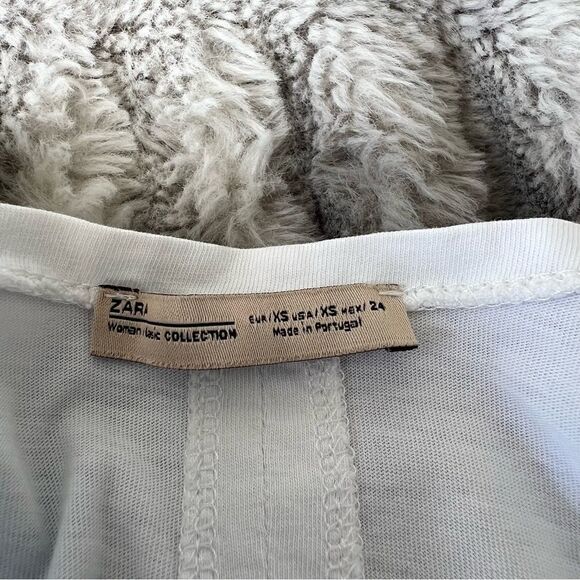 ZARA
Woman basic COLLECTION
EUR/XS USA/XS MEX/24
Made in Portugal